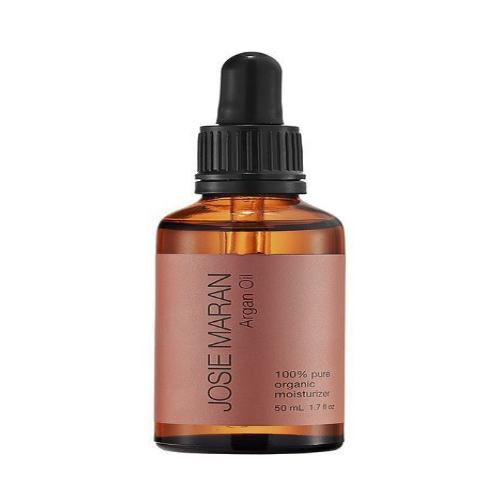 JOSIE MARAN
Argan Oil
100% pure
organic
moisturizer
50 mL 1.7 fl oz